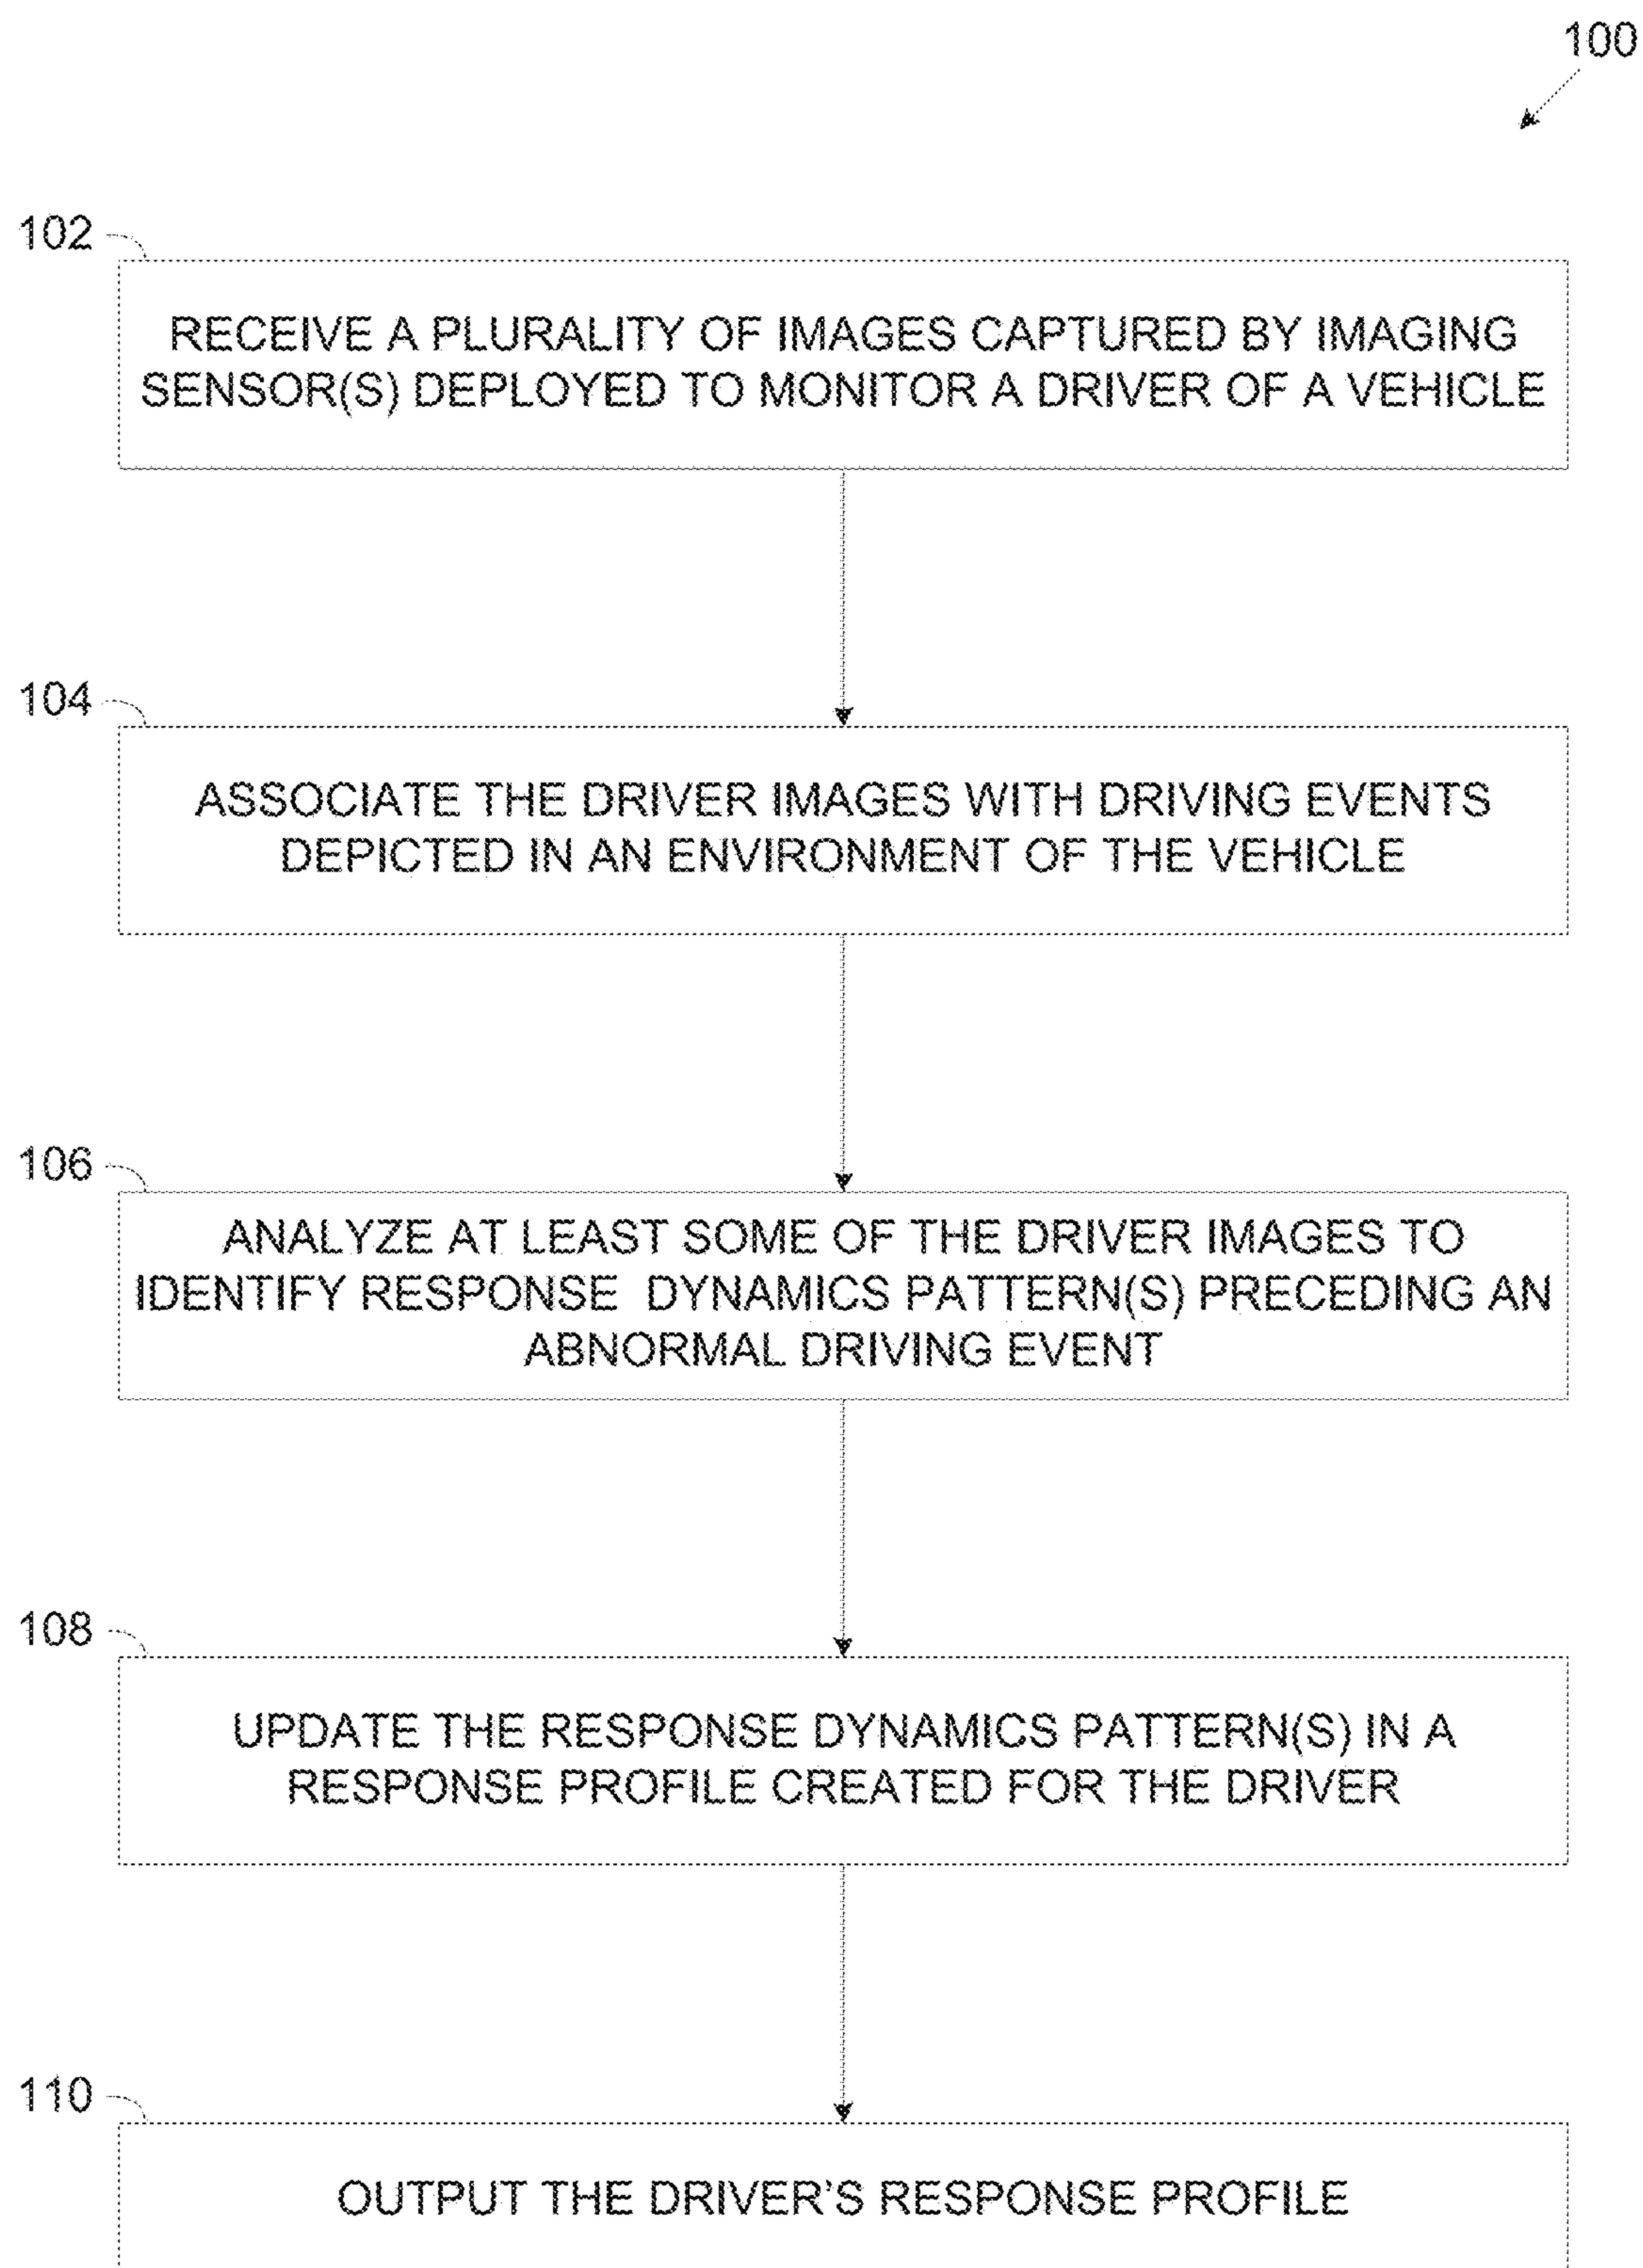 100
102
RECEIVE A PLURALITY OF IMAGES CAPTURED BY IMAGING
SENSOR(S) DEPLOYED TO MONITOR A DRIVER OF A VEHICLE
104
ASSOCIATE THE DRIVER IMAGES WITH DRIVING EVENTS
DEPICTED IN AN ENVIRONMENT OF THE VEHICLE
106
ANALYZE AT LEAST SOME OF THE DRIVER IMAGES TO
IDENTIFY RESPONSE DYNAMICS PATTERN(S) PRECEDING AN
ABNORMAL DRIVING EVENT
108
UPDATE THE RESPONSE DYNAMICS PATTERN(S) IN A
RESPONSE PROFILE CREATED FOR THE DRIVER
110
OUTPUT THE DRIVER'S RESPONSE PROFILE